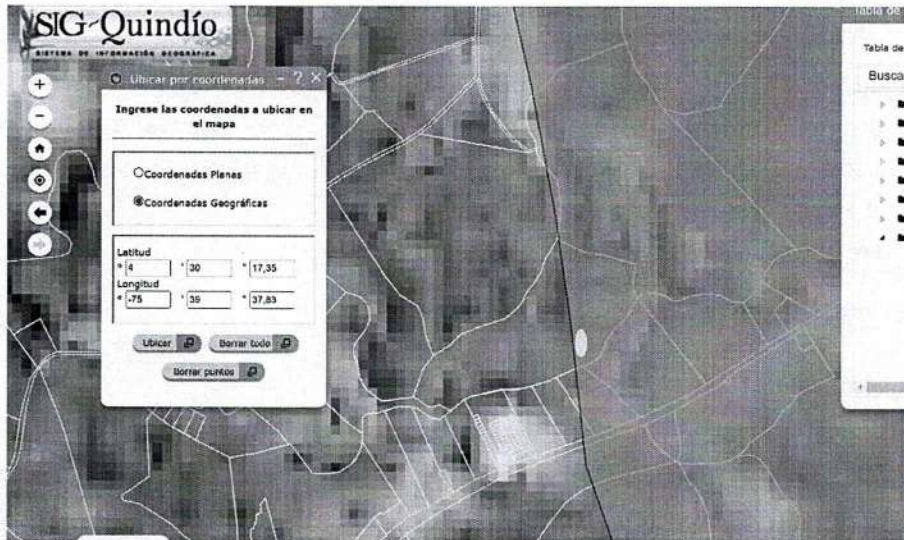 SIG-Quindío
SISTEMA DE INFORMACIÓN GEOGRÁFICA
Ubicar por coordenadas - ? ×
Ingrese las coordenadas a ubicar en
el mapa
Coordenadas Planas
Coordenadas Geográficas
Latitud
° 4 ' 30 " 17,35
Longitud
° -75 ' 39 " 37,83
Ubicar Borrar todo
Borrar puntos
Tabla de
Tabla de
Busca